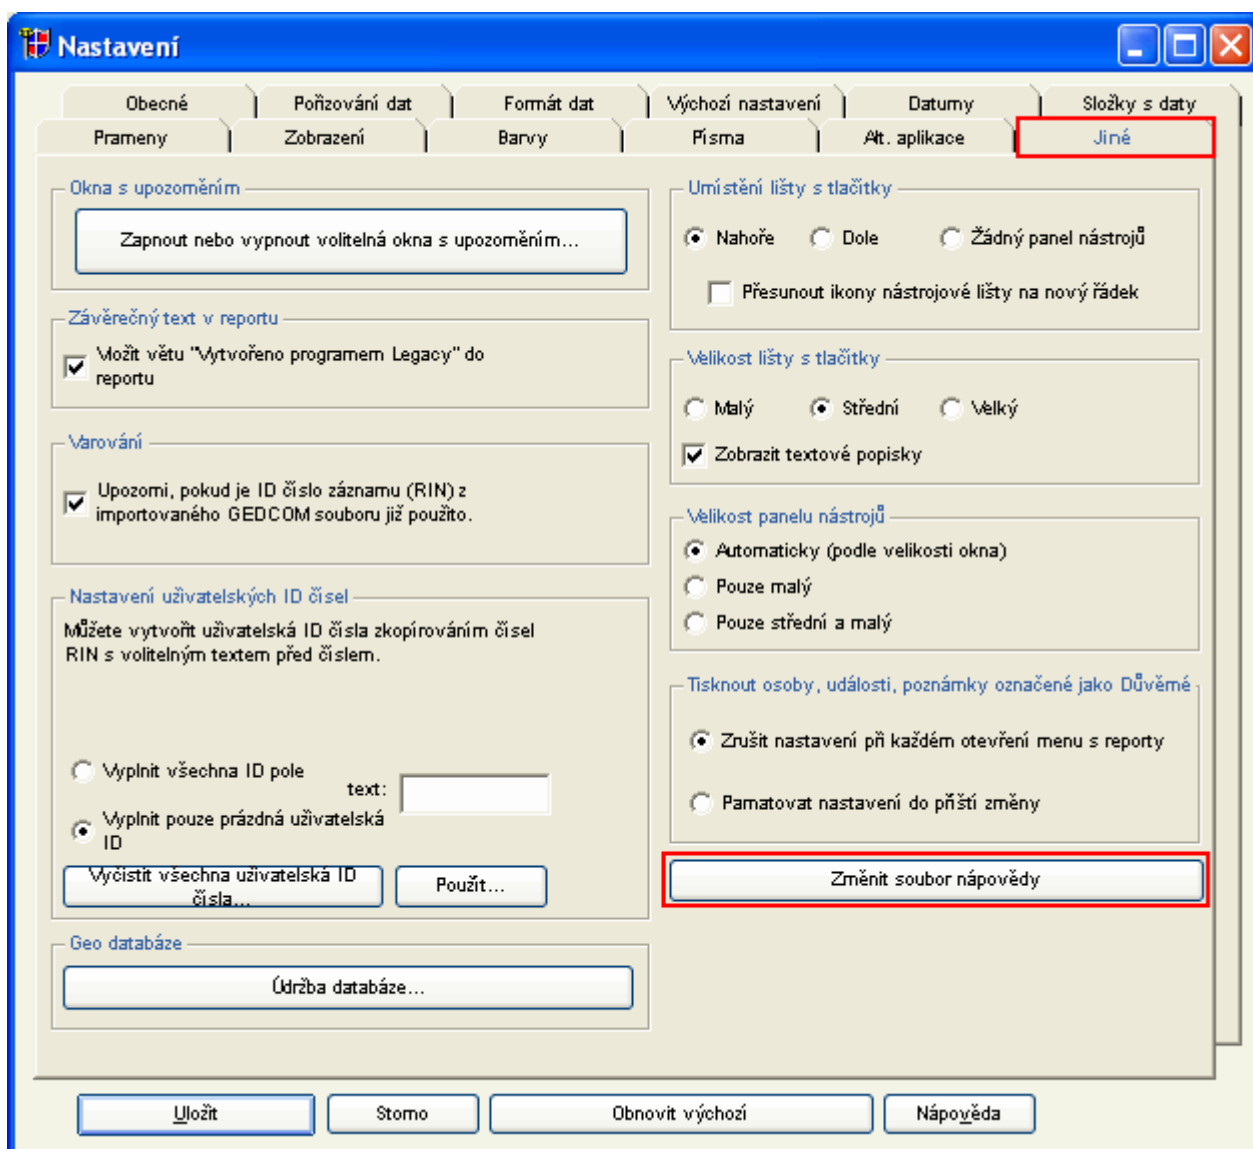 Nastavení
Obecné
Pořizování dat
Formát dat
Výchozí nastavení
Datumy
Složky s daty
Prameny
Zobrazení
Barvy
Písma
Alt. aplikace
Jiné
Okna s upozorněním
Zapnout nebo vypnout volitelná okna s upozorněním...
Závěrečný text v reportu
Vložit větu "Vytvořeno programem Legacy" do
reportu
Varování
Upozorni, pokud je ID číslo záznamu (RIN) z
importovaného GEDCOM souboru již použito.
Nastavení uživatelských ID čísel
Můžete vytvořit uživatelská ID čísla zkopírováním čísel
RIN s volitelným textem před číslem.
Vyplnit všechna ID pole
text:
Vyplnit pouze prázdná uživatelská
ID
Vyčistit všechna uživatelská ID
čísla...
Použít...
Geo databáze
Údržba databáze...
Umístění lišty s tlačítky
Nahoře
Dole
Žádný panel nástrojů
Přesunout ikony nástrojové lišty na nový řádek
Velikost lišty s tlačítky
Malý
Střední
Velký
Zobrazit textové popisky
Velikost panelu nástrojů
Automaticky (podle velikosti okna)
Pouze malý
Pouze střední a malý
Tisknout osoby, události, poznámky označené jako Důvěrné
Zrušit nastavení při každém otevření menu s reporty
Pamatovat nastavení do příští změny
Změnit soubor nápovědy
Uložit
Storno
Obnovit výchozí
Nápověda